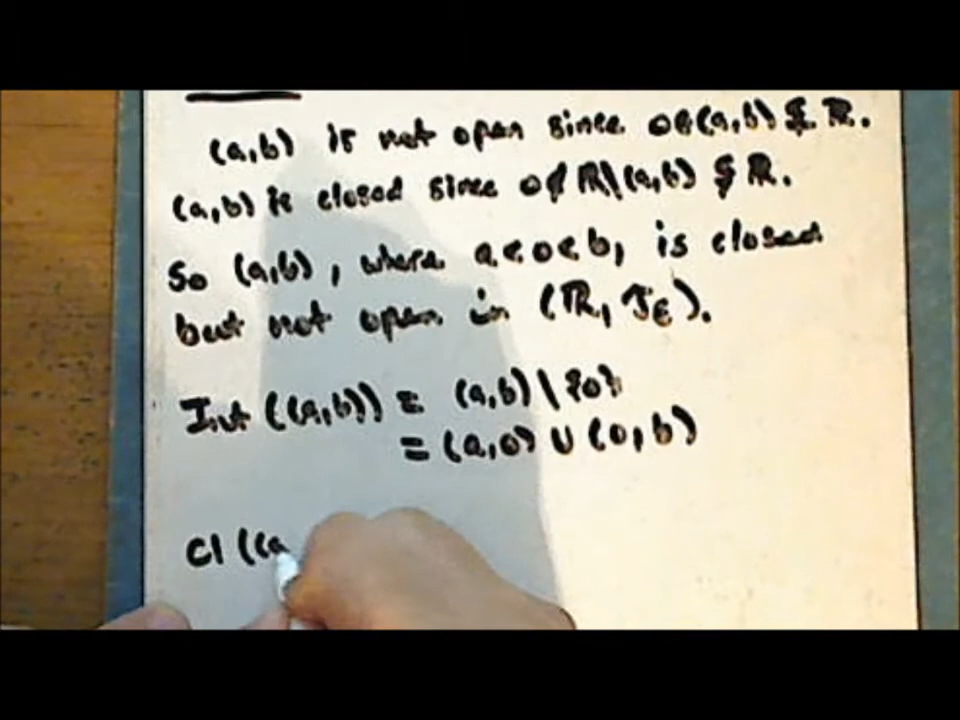 (a,b) is not open since 0∈(a,b) ⊊ ℝ.
(a,b) is closed since 0∉ ℝ\(a,b) ⊊ ℝ.
So (a,b), where a<0<b, is closed
but not open in (ℝ, 𝒯_E).
Int ((a,b)) = (a,b) \ {0}
= (a,0) ∪ (0,b)
Cl ((a